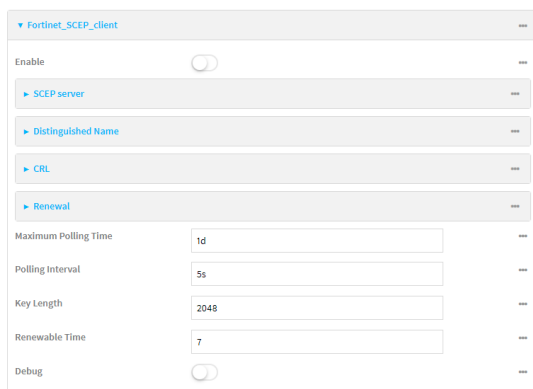 Fortinet_SCEP_client
Enable
SCEP server
Distinguished Name
CRL
Renewal
Maximum Polling Time 1d
Polling Interval 5s
Key Length 2048
Renewable Time 7
Debug